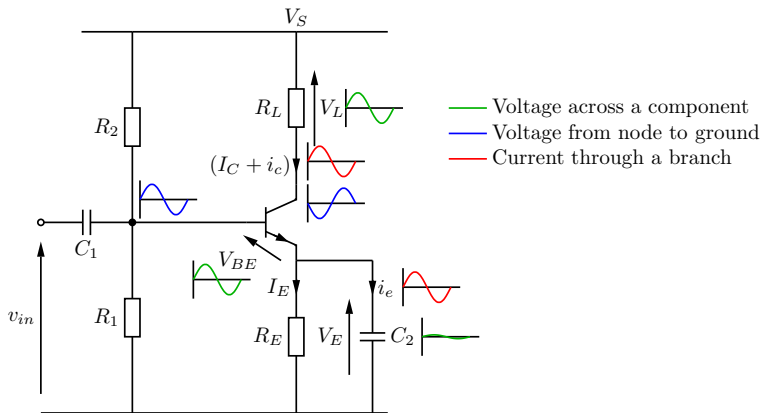 V_S
R_2
R_L
V_L
Voltage across a component
Voltage from node to ground
Current through a branch
(I_C + i_c)
C_1
V_BE
I_E
i_e
v_in
R_1
R_E
V_E
C_2